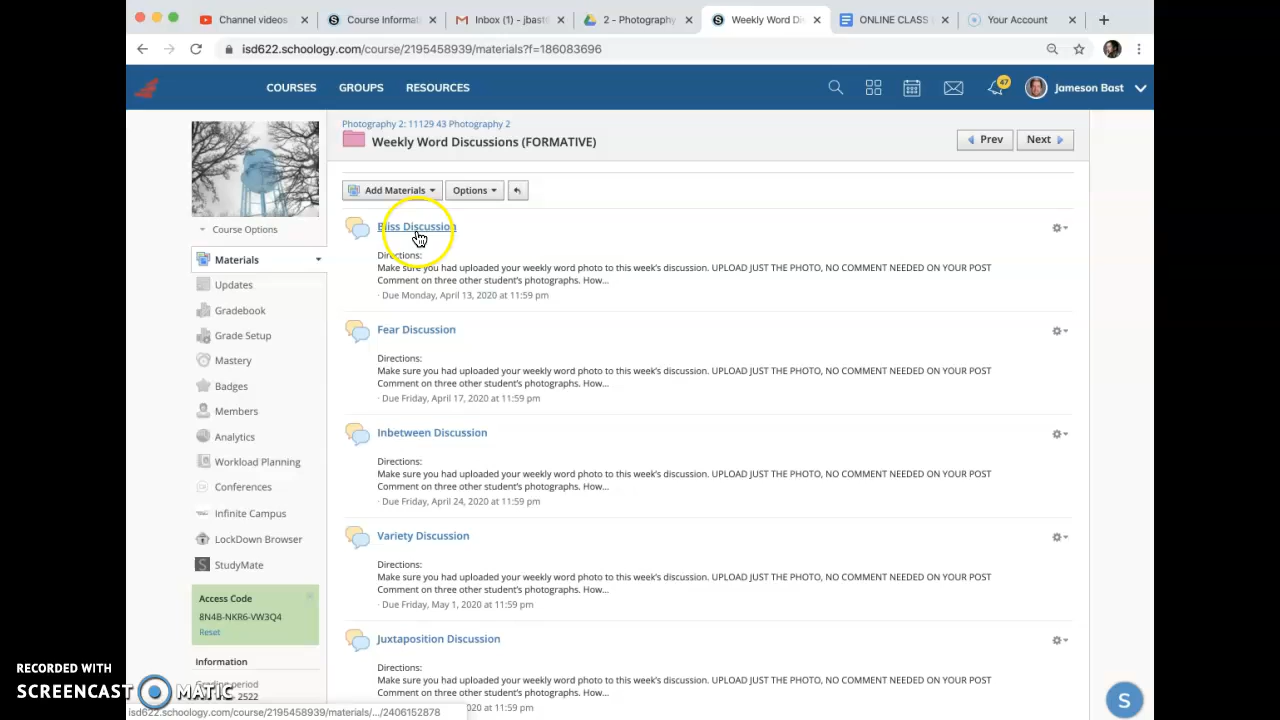 Channel videos
Course Informat
Inbox (1) - jbast
2 - Photography
Weekly Word Dis
ONLINE CLASS
Your Account
isd622.schoology.com/course/2195458939/materials?f=186083696
COURSES
GROUPS
RESOURCES
47
Jameson Bast
Photography 2: 11129 43 Photography 2
Weekly Word Discussions (FORMATIVE)
Prev
Next
Add Materials
Options
Course Options
Materials
Updates
Gradebook
Grade Setup
Mastery
Badges
Members
Analytics
Workload Planning
Conferences
Infinite Campus
LockDown Browser
StudyMate
Access Code
8N4B-NKR6-VW3Q4
Reset
Information
Grading period
2522
Bliss Discussion
Directions:
Make sure you had uploaded your weekly word photo to this week's discussion. UPLOAD JUST THE PHOTO, NO COMMENT NEEDED ON YOUR POST
Comment on three other student's photographs. How...
· Due Monday, April 13, 2020 at 11:59 pm
Fear Discussion
Directions:
Make sure you had uploaded your weekly word photo to this week's discussion. UPLOAD JUST THE PHOTO, NO COMMENT NEEDED ON YOUR POST
Comment on three other student's photographs. How...
· Due Friday, April 17, 2020 at 11:59 pm
Inbetween Discussion
Directions:
Make sure you had uploaded your weekly word photo to this week's discussion. UPLOAD JUST THE PHOTO, NO COMMENT NEEDED ON YOUR POST
Comment on three other student's photographs. How...
· Due Friday, April 24, 2020 at 11:59 pm
Variety Discussion
Directions:
Make sure you had uploaded your weekly word photo to this week's discussion. UPLOAD JUST THE PHOTO, NO COMMENT NEEDED ON YOUR POST
Comment on three other student's photographs. How...
· Due Friday, May 1, 2020 at 11:59 pm
Juxtaposition Discussion
Directions:
Make sure you had uploaded your weekly word photo to this week's discussion. UPLOAD JUST THE PHOTO, NO COMMENT NEEDED ON YOUR POST
Comment on three other student's photographs. How...
2020 at 11:59 pm
S
RECORDED WITH
SCREENCAST MATIC
isd622.schoology.com/course/2195458939/materials/.../2406152878